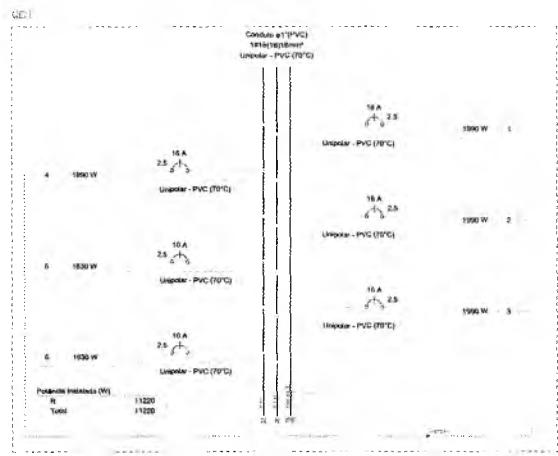 QD1
Conduto ø1"(PVC)
1#16(16)16mm²
Unipolar - PVC (70°C)
16 A
2.5
1990 W 1
Unipolar - PVC (70°C)
16 A
2.5
4 1990 W
Unipolar - PVC (70°C)
16 A
2.5
1990 W 2
Unipolar - PVC (70°C)
10 A
2.5
5 1630 W
Unipolar - PVC (70°C)
16 A
2.5
1990 W 3
Unipolar - PVC (70°C)
10 A
2.5
6 1630 W
Unipolar - PVC (70°C)
Potência Instalada (W)
R 11220
Total 11220